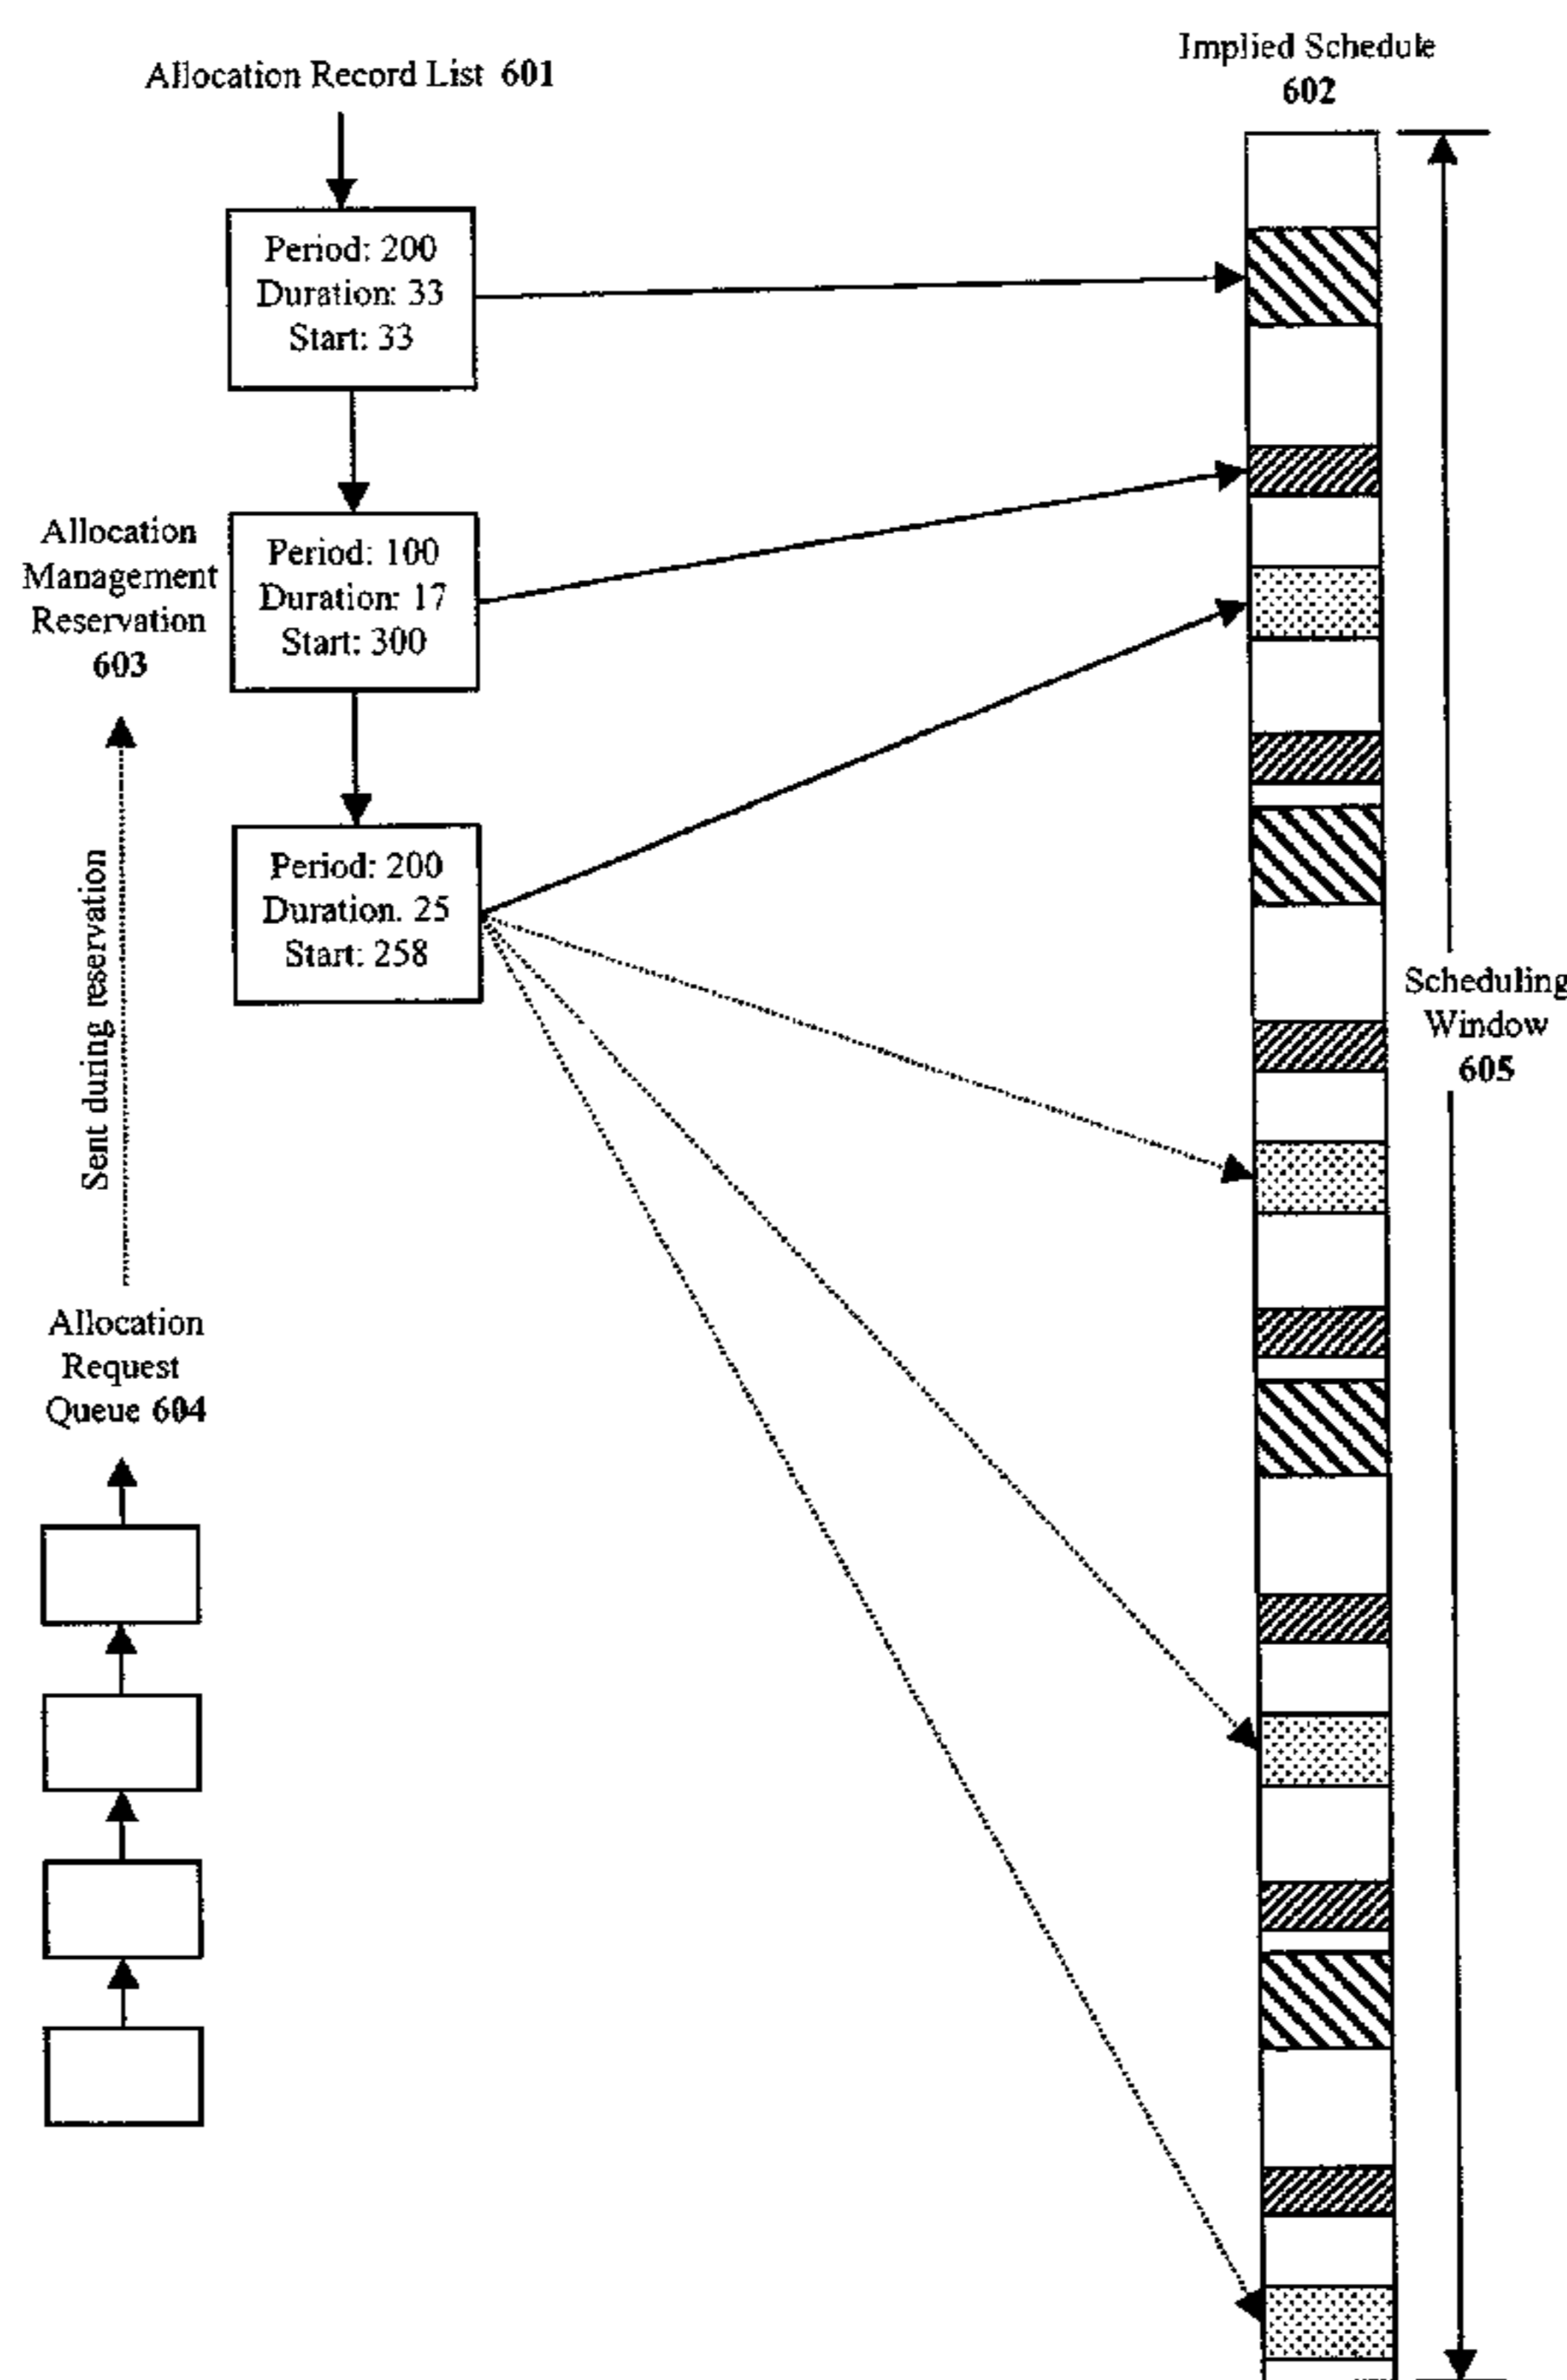 Allocation Record List 601
Implied Schedule
602
Period: 200
Duration: 33
Start: 33
Allocation
Management
Reservation
603
Period: 100
Duration: 17
Start: 300
Period: 200
Duration. 25
Start: 258
Sent during reservation
Scheduling
Window
605
Allocation
Request
Queue 604